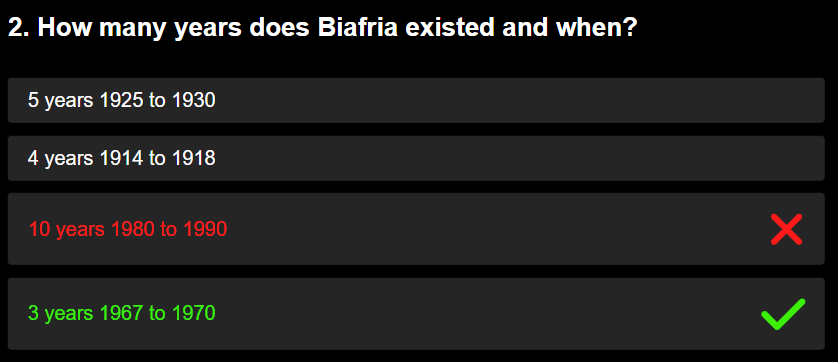 2. How many years does Biafria existed and when?
5 years 1925 to 1930
4 years 1914 to 1918
10 years 1980 to 1990
3 years 1967 to 1970